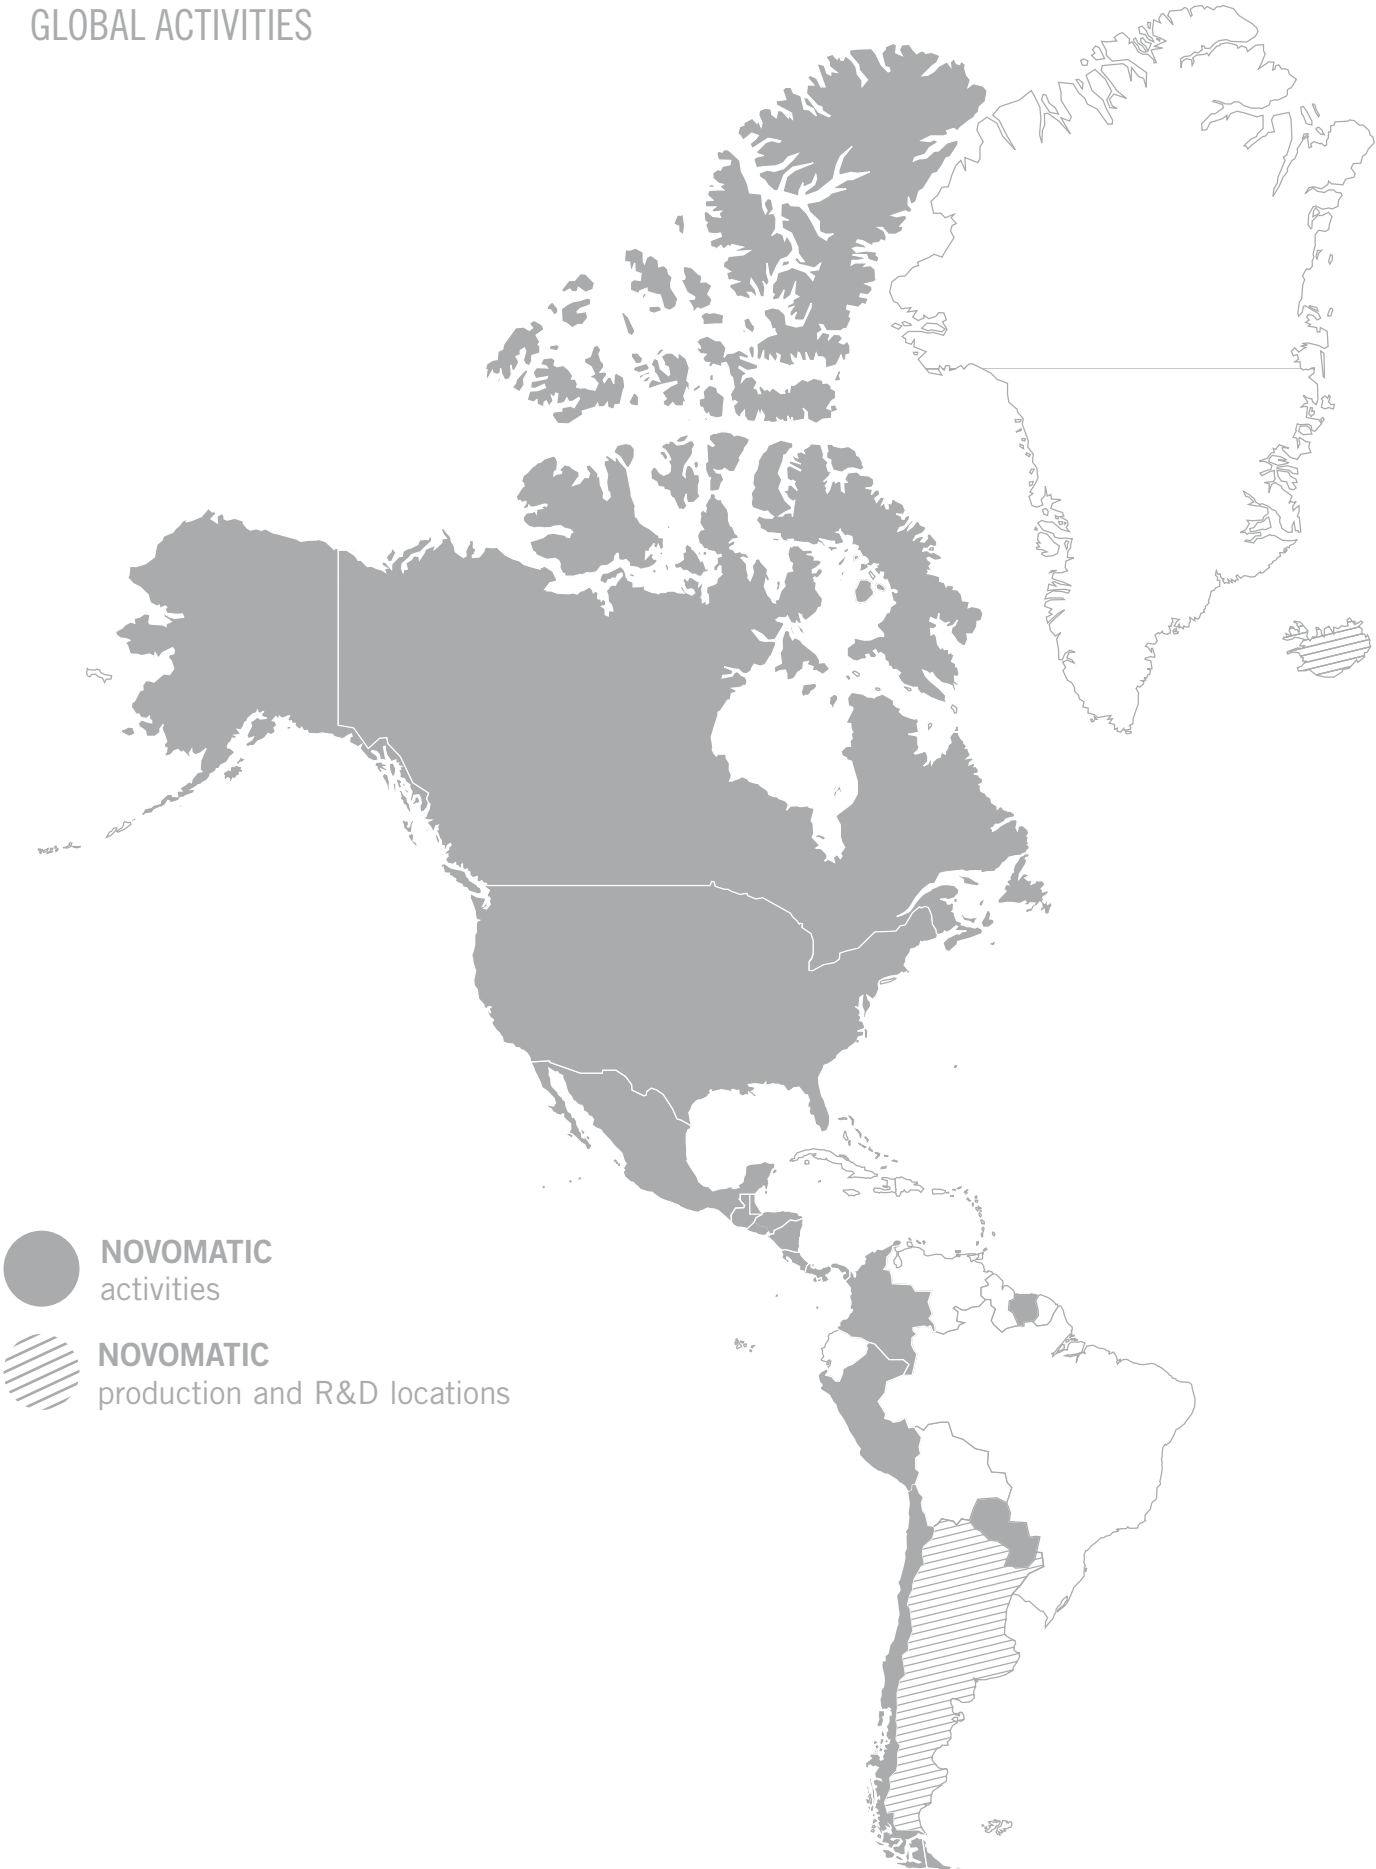 GLOBAL ACTIVITIES
NOVOMATIC
activities
NOVOMATIC
production and R&D locations